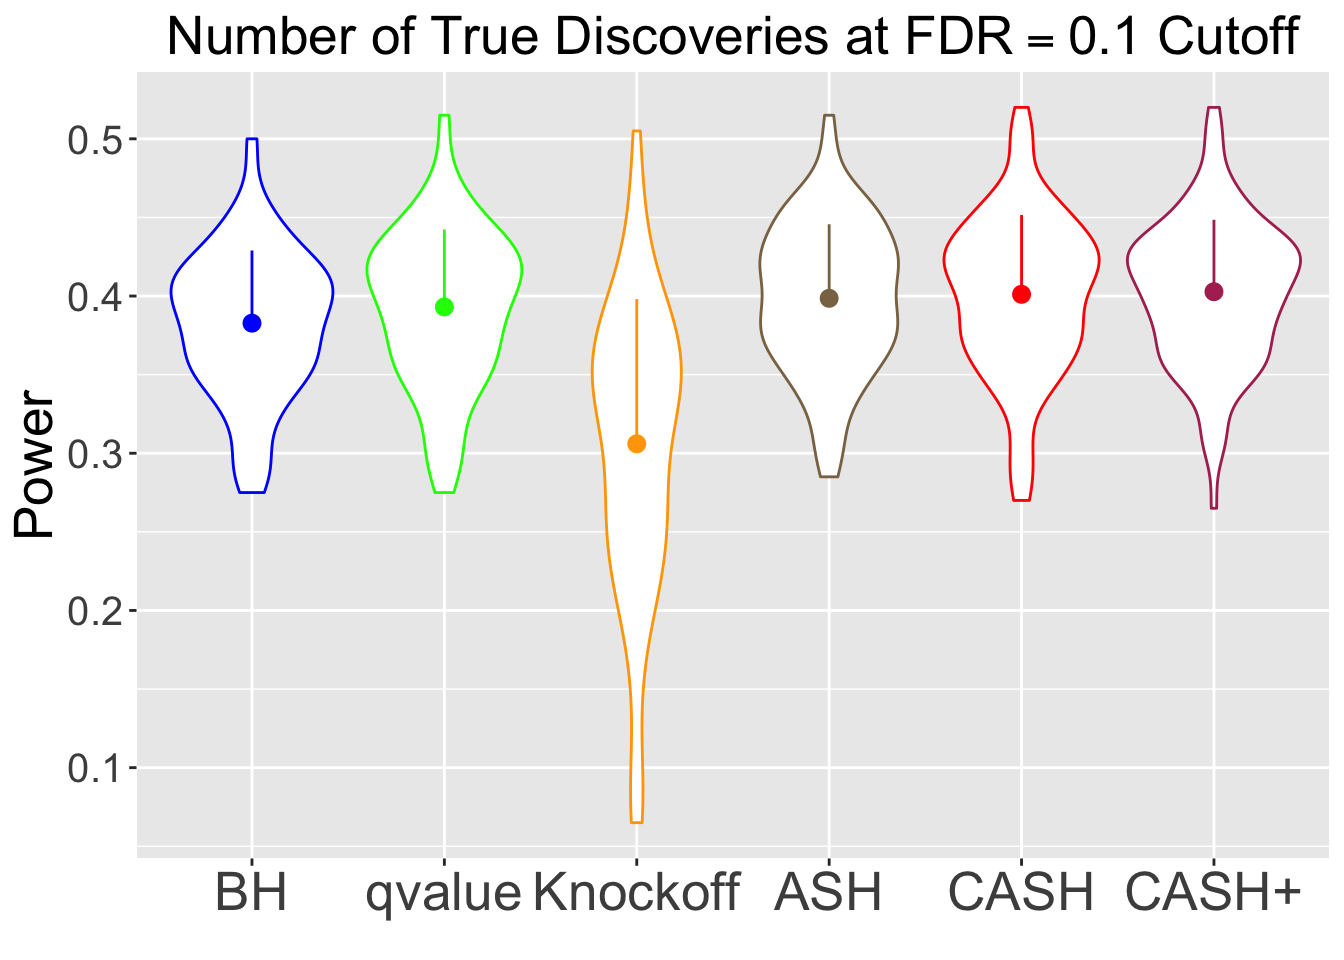 Number of True Discoveries at FDR = 0.1 Cutoff
Power
0.5
0.4
0.3
0.2
0.1
BH qvalue Knockoff ASH CASH CASH+